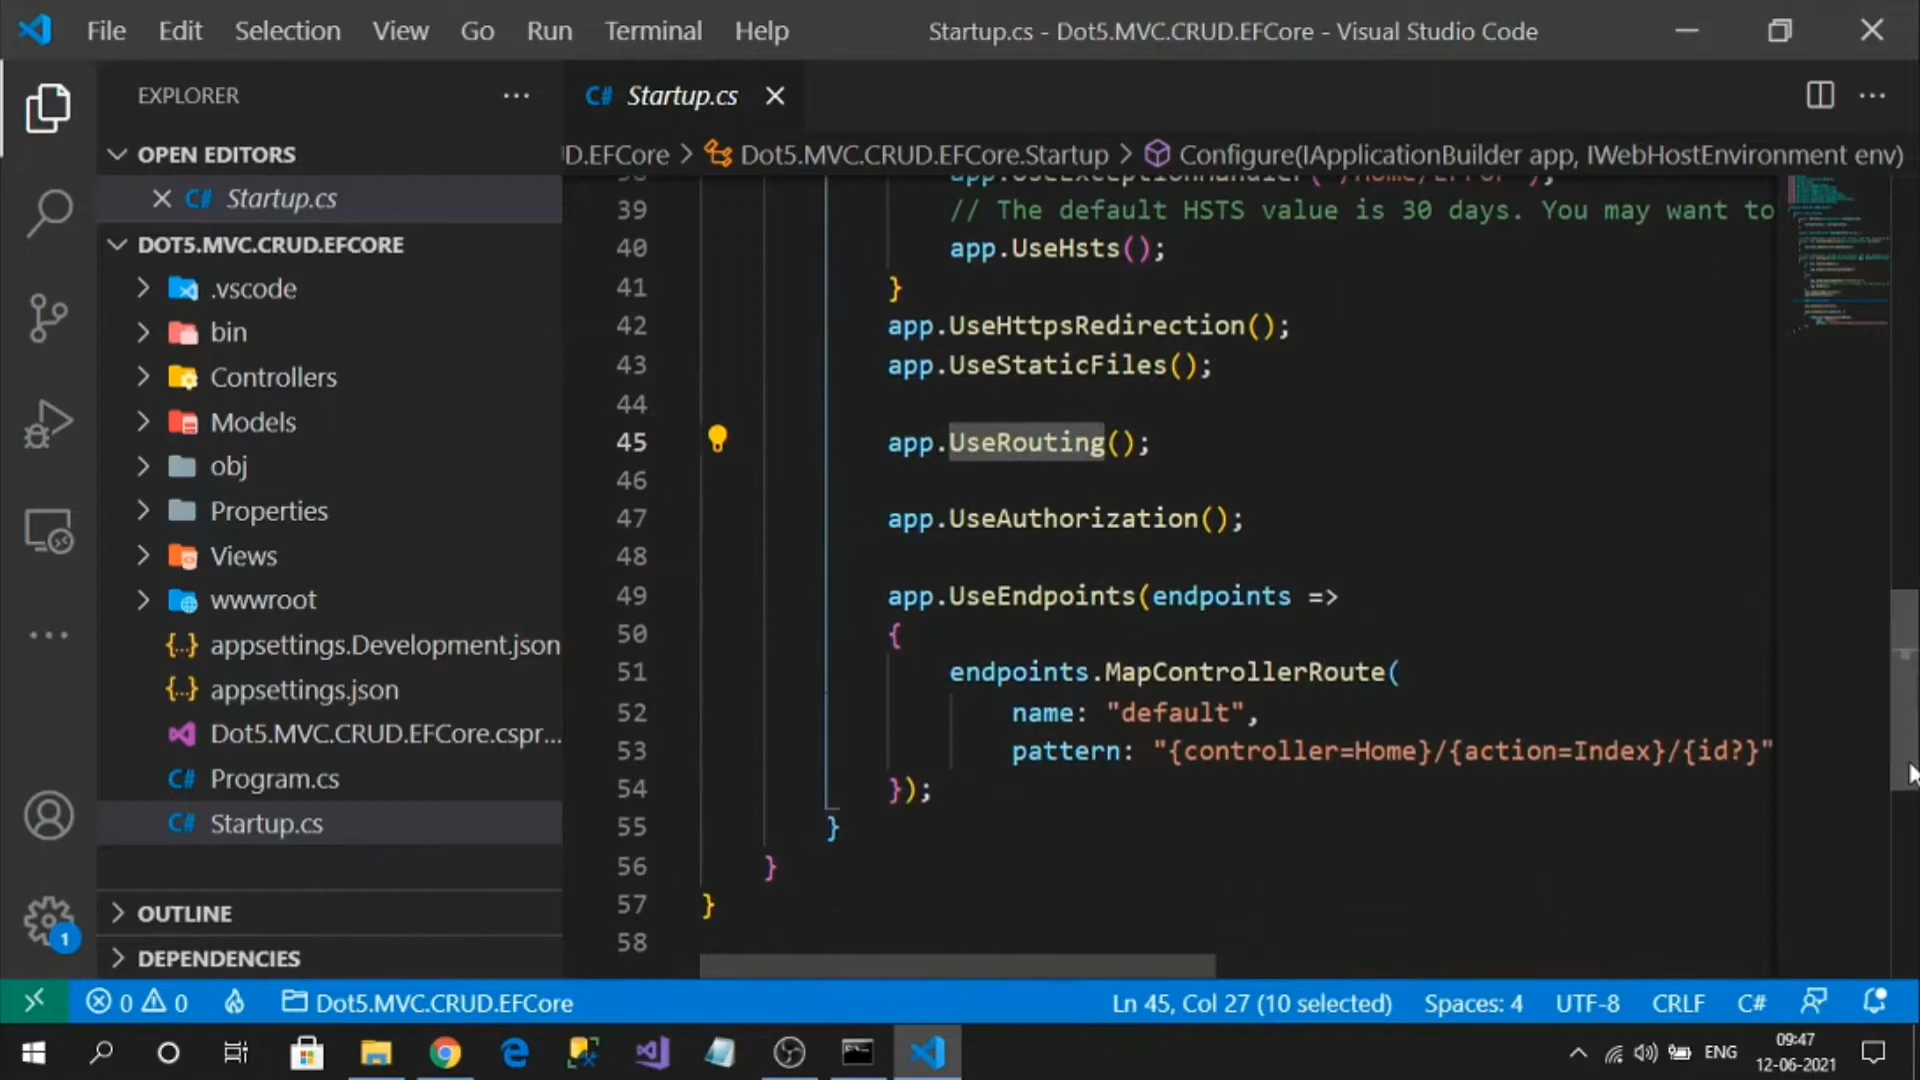 File Edit Selection View Go Run Terminal Help Startup.cs - Dot5.MVC.CRUD.EFCore - Visual Studio Code
EXPLORER
C# Startup.cs
OPEN EDITORS
C# Startup.cs
DOT5.MVC.CRUD.EFCORE
.vscode
bin
Controllers
Models
obj
Properties
Views
wwwroot
{..} appsettings.Development.json
{..} appsettings.json
Dot5.MVC.CRUD.EFCore.cspr...
C# Program.cs
C# Startup.cs
OUTLINE
DEPENDENCIES
1
D.EFCore > Dot5.MVC.CRUD.EFCore.Startup > Configure(IApplicationBuilder app, IWebHostEnvironment env)
38 app.UseExceptionHandler("/Home/Error");
39 // The default HSTS value is 30 days. You may want to
40 app.UseHsts();
41 }
42 app.UseHttpsRedirection();
43 app.UseStaticFiles();
44
45 app.UseRouting();
46
47 app.UseAuthorization();
48
49 app.UseEndpoints(endpoints =>
50 {
51 endpoints.MapControllerRoute(
52 name: "default",
53 pattern: "{controller=Home}/{action=Index}/{id?}"
54 });
55 }
56 }
57 }
58
0 0 Dot5.MVC.CRUD.EFCore Ln 45, Col 27 (10 selected) Spaces: 4 UTF-8 CRLF C#
ENG 09:47
12-06-2021